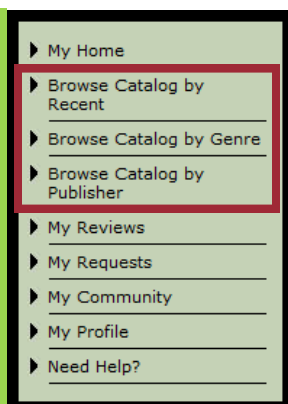 My Home
Browse Catalog by
Recent
Browse Catalog by Genre
Browse Catalog by
Publisher
My Reviews
My Requests
My Community
My Profile
Need Help?